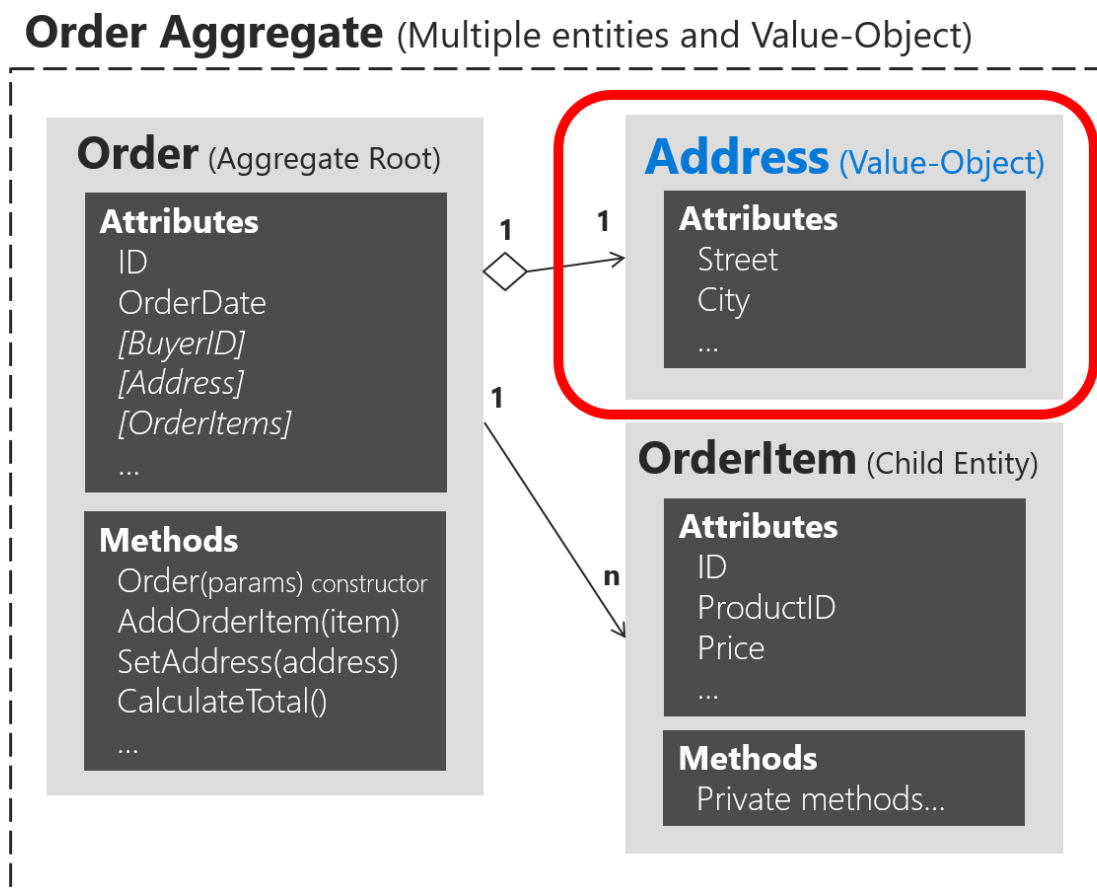 Order Aggregate (Multiple entities and Value-Object)
Order (Aggregate Root)
Attributes
ID
OrderDate
[BuyerID]
[Address]
[OrderItems]
...
Methods
Order(params) constructor
AddOrderItem(item)
SetAddress(address)
CalculateTotal()
...
1
1
1
n
Address (Value-Object)
Attributes
Street
City
...
OrderItem (Child Entity)
Attributes
ID
ProductID
Price
...
Methods
Private methods...